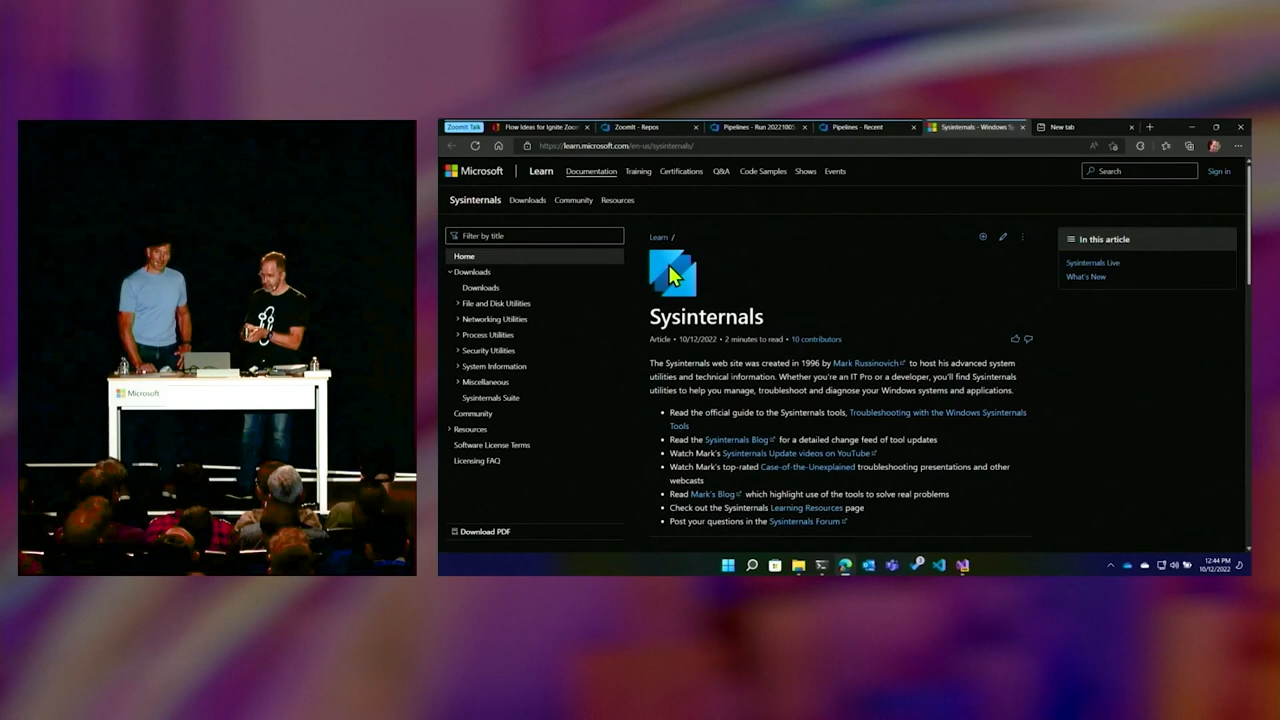 Microsoft
ZoomIt Talk
Flow Ideas for Ignite Zoom
ZoomIt - Repos
Pipelines - Run 20221005
Pipelines - Recent
Sysinternals - Windows Sy
New tab
https://learn.microsoft.com/en-us/sysinternals/
Microsoft
Learn
Documentation
Training
Certifications
Q&A
Code Samples
Shows
Events
Search
Sign in
Sysinternals
Downloads
Community
Resources
Filter by title
Home
Downloads
Downloads
File and Disk Utilities
Networking Utilities
Process Utilities
Security Utilities
System Information
Miscellaneous
Sysinternals Suite
Community
Resources
Software License Terms
Licensing FAQ
Download PDF
Learn /
Sysinternals
Article • 10/12/2022 • 2 minutes to read • 10 contributors
The Sysinternals web site was created in 1996 by Mark Russinovich to host his advanced system
utilities and technical information. Whether you're an IT Pro or a developer, you'll find Sysinternals
utilities to help you manage, troubleshoot and diagnose your Windows systems and applications.
• Read the official guide to the Sysinternals tools, Troubleshooting with the Windows Sysinternals
Tools
• Read the Sysinternals Blog for a detailed change feed of tool updates
• Watch Mark's Sysinternals Update videos on YouTube
• Watch Mark's top-rated Case-of-the-Unexplained troubleshooting presentations and other
webcasts
• Read Mark's Blog which highlight use of the tools to solve real problems
• Check out the Sysinternals Learning Resources page
• Post your questions in the Sysinternals Forum
In this article
Sysinternals Live
What's New
12:44 PM
10/12/2022